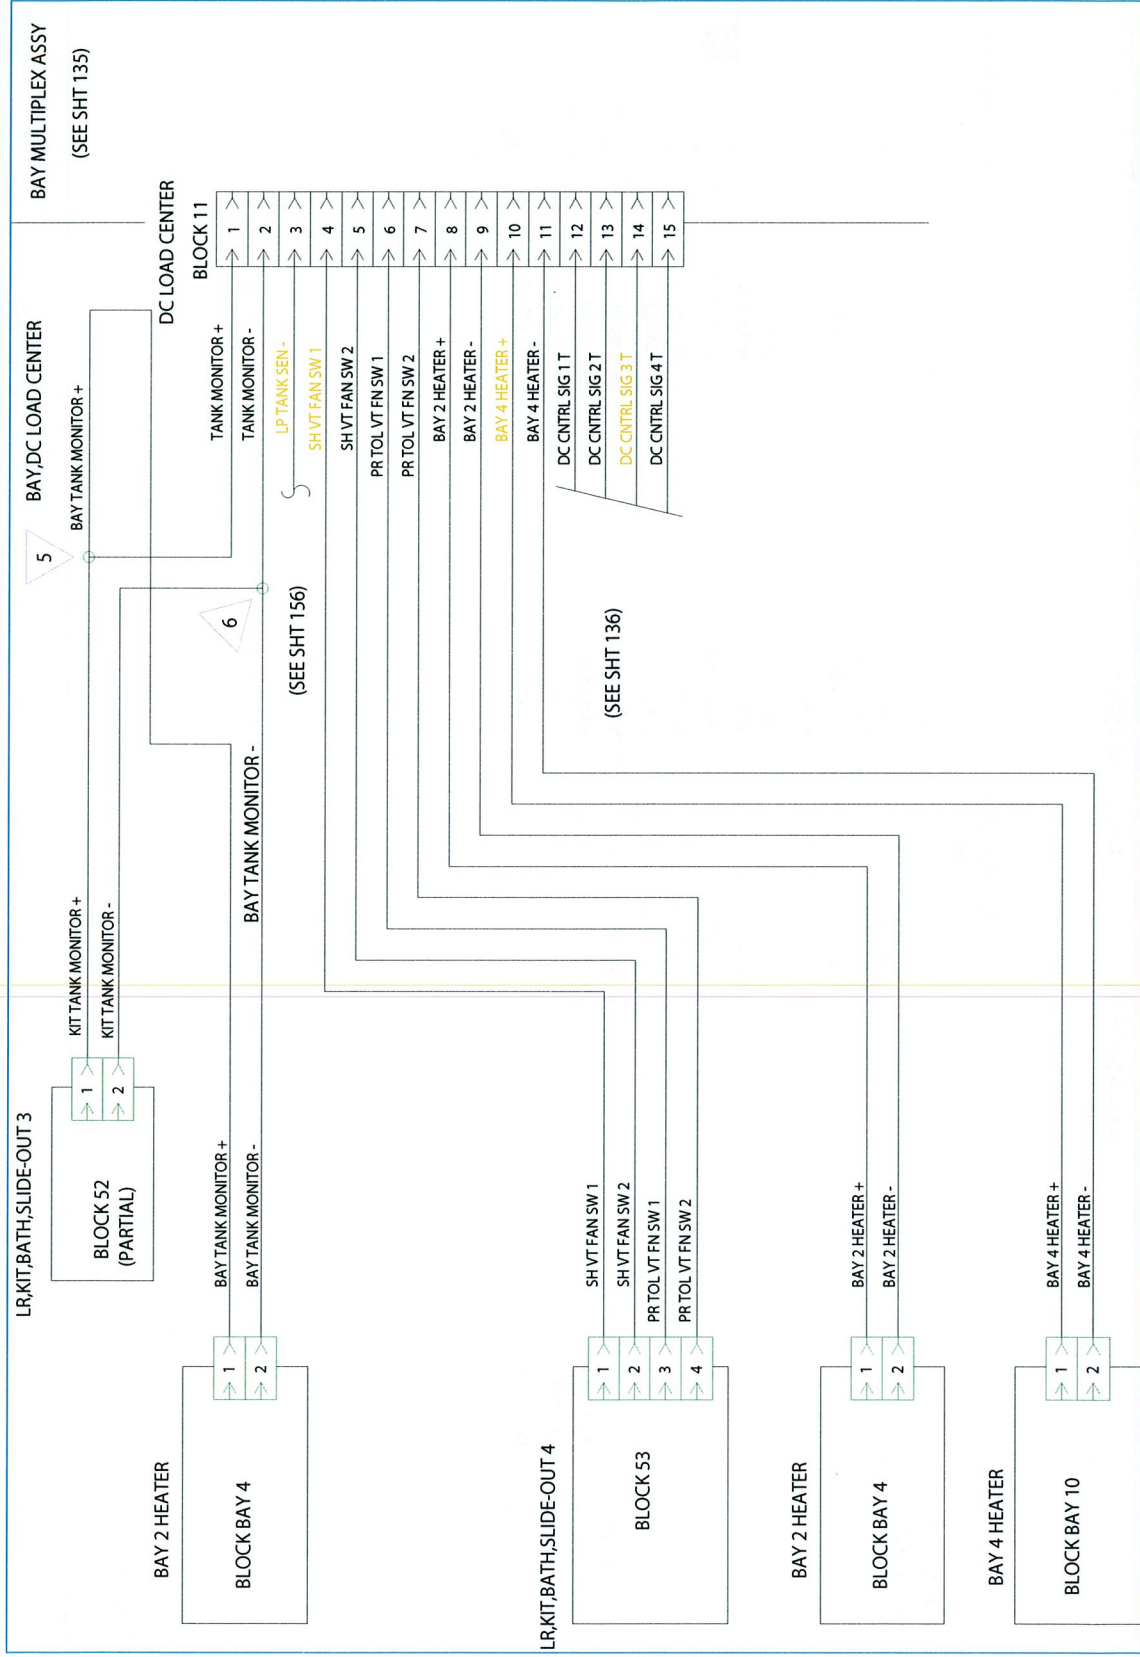 BAY MULTIPLEX ASSY
(SEE SHT 135)
DC LOAD CENTER
BLOCK 11
1
2
3
4
5
6
7
8
9
10
11
12
13
14
15
BAY,DC LOAD CENTER
BAY TANK MONITOR +
TANK MONITOR +
TANK MONITOR -
LP TANK SEN -
SH VT FAN SW 1
SH VT FAN SW 2
PR TOL VT FN SW 1
PR TOL VT FN SW 2
BAY 2 HEATER +
BAY 2 HEATER -
BAY 4 HEATER +
BAY 4 HEATER -
DC CNTRL SIG 1 T
DC CNTRL SIG 2 T
DC CNTRL SIG 3 T
DC CNTRL SIG 4 T
5
6
(SEE SHT 156)
(SEE SHT 136)
BAY TANK MONITOR -
KIT TANK MONITOR +
KIT TANK MONITOR -
LR,KIT,BATH,SLIDE-OUT 3
1
2
BLOCK 52
(PARTIAL)
BAY TANK MONITOR +
BAY TANK MONITOR -
1
2
BAY 2 HEATER
BLOCK BAY 4
SH VT FAN SW 1
SH VT FAN SW 2
PR TOL VT FN SW 1
PR TOL VT FN SW 2
1
2
3
4
LR,KIT,BATH,SLIDE-OUT 4
BLOCK 53
BAY 2 HEATER +
BAY 2 HEATER -
1
2
BAY 2 HEATER
BLOCK BAY 4
BAY 4 HEATER +
BAY 4 HEATER -
1
2
BAY 4 HEATER
BLOCK BAY 10